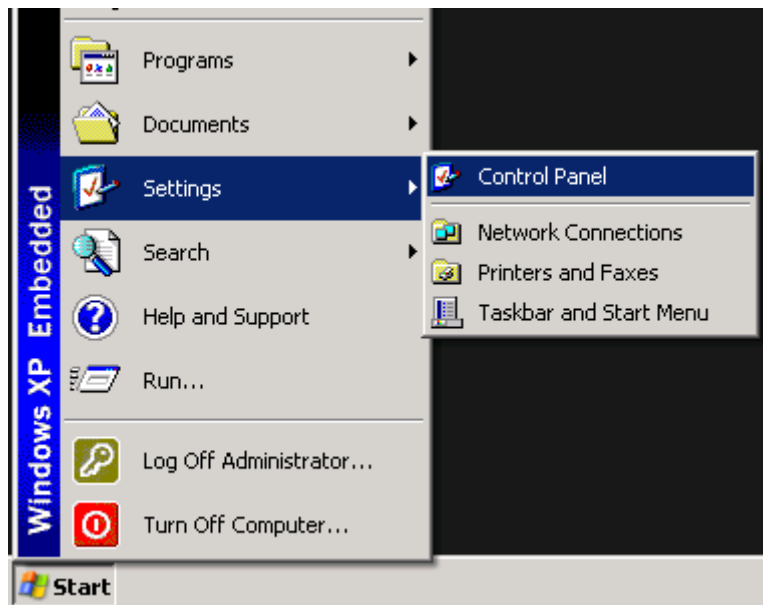 Programs
Documents
Settings
Control Panel
Network Connections
Printers and Faxes
Taskbar and Start Menu
Search
Help and Support
Run...
Log Off Administrator...
Turn Off Computer...
Windows XP Embedded
Start